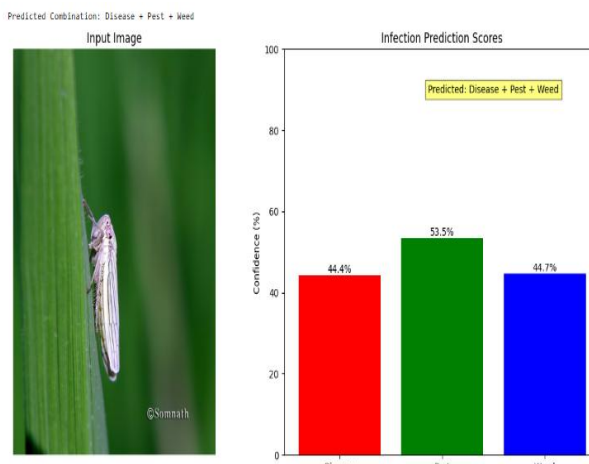 Predicted Combination: Disease + Pest + Weed
Input Image
©Somnath
Infection Prediction Scores
Predicted: Disease + Pest + Weed
Confidence (%)
100
80
60
40
20
0
44.4%
53.5%
44.7%